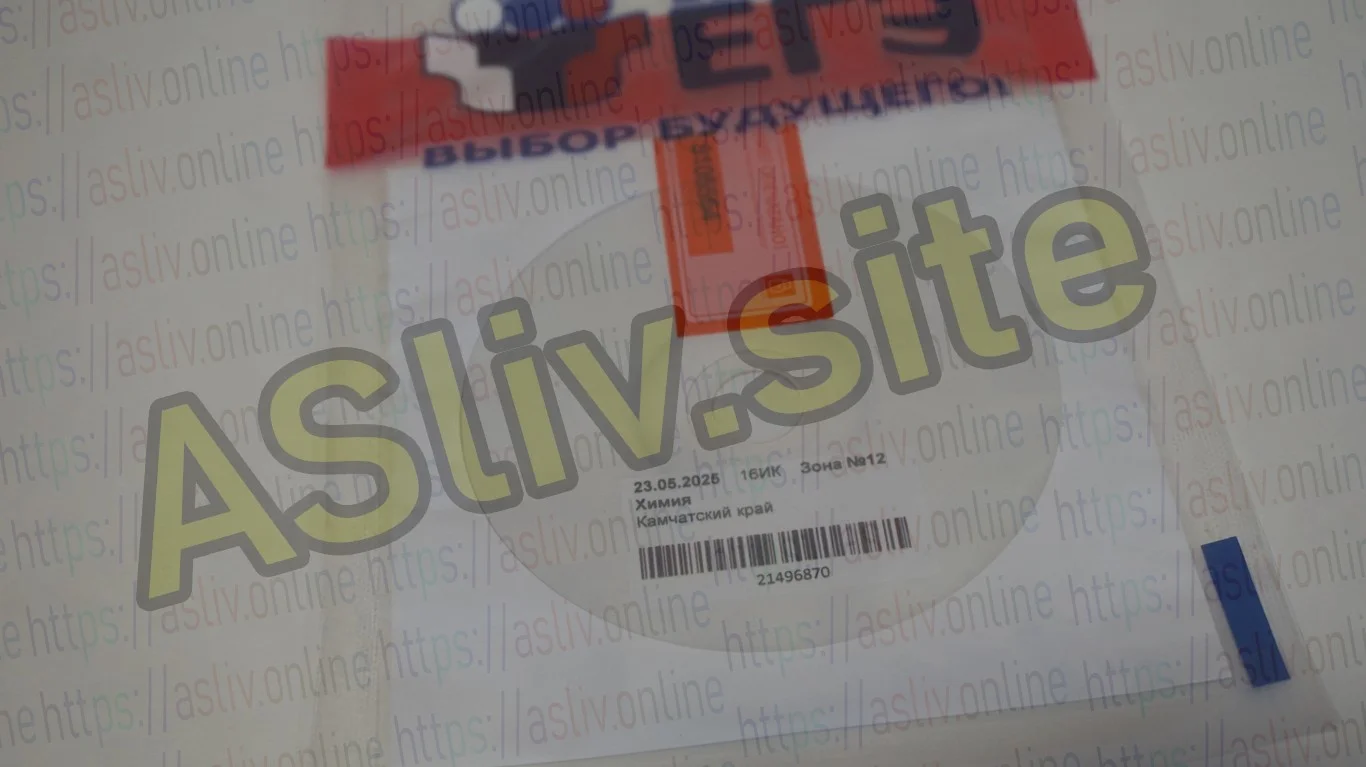 ЕГЭ
ВЫБОР БУДУЩЕГО!
ASliv.site
23.05.2025 16ИК Зона №12
Химия
Камчатский край
21496870
https://asliv.online